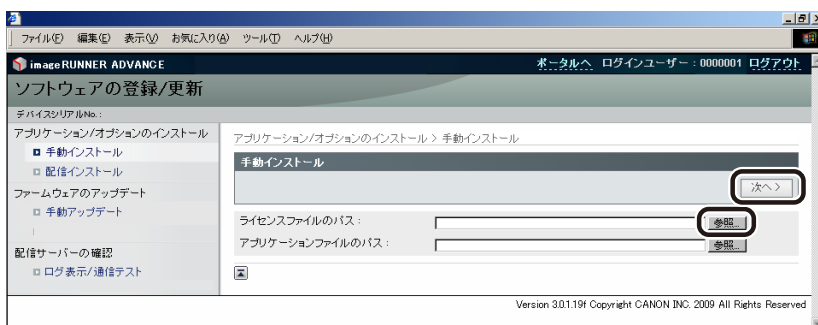 ファイル(F) 編集(E) 表示(V) お気に入り(A) ツール(T) ヘルプ(H)
imageRUNNER ADVANCE ポータルへ ログインユーザー：0000001 ログアウト
ソフトウェアの登録/更新
デバイスシリアルNo.:
アプリケーション/オプションのインストール
手動インストール
配信インストール
ファームウェアのアップデート
手動アップデート
配信サーバーの確認
ログ表示/通信テスト
アプリケーション/オプションのインストール > 手動インストール
手動インストール
次へ >
ライセンスファイルのパス： 参照...
アプリケーションファイルのパス： 参照...
Version 3.0.1.19f Copyright CANON INC. 2009 All Rights Reserved